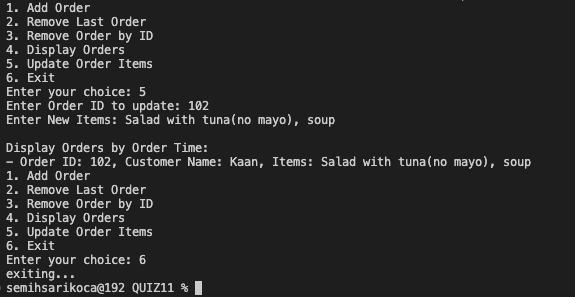 1. Add Order
2. Remove Last Order
3. Remove Order by ID
4. Display Orders
5. Update Order Items
6. Exit
Enter your choice: 5
Enter Order ID to update: 102
Enter New Items: Salad with tuna(no mayo), soup

Display Orders by Order Time:
- Order ID: 102, Customer Name: Kaan, Items: Salad with tuna(no mayo), soup
1. Add Order
2. Remove Last Order
3. Remove Order by ID
4. Display Orders
5. Update Order Items
6. Exit
Enter your choice: 6
exiting...
semihsarikoca@192 QUIZ11 %